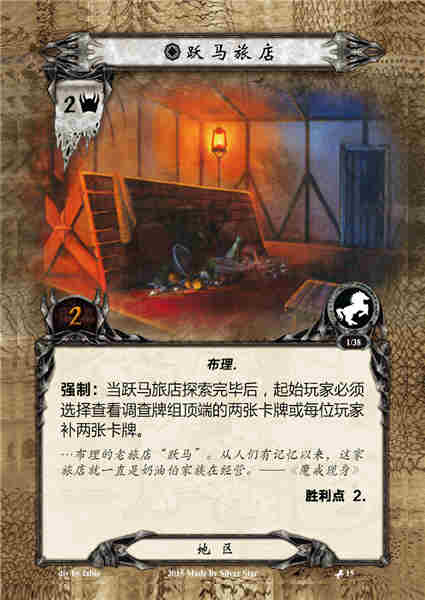 跃马旅店
2
2
1/38
布理.
强制：当跃马旅店探索完毕后，起始玩家必须
选择查看调查牌组顶端的两张卡牌或每位玩家
补两张卡牌。
…布理的老旅店“跃马”。从人们有记忆以来，这家
旅店就一直是奶油伯家族在经营。——《魔戒现身》
胜利点 2.
地 区
diy by fable 2015 Made by Silver Star 15